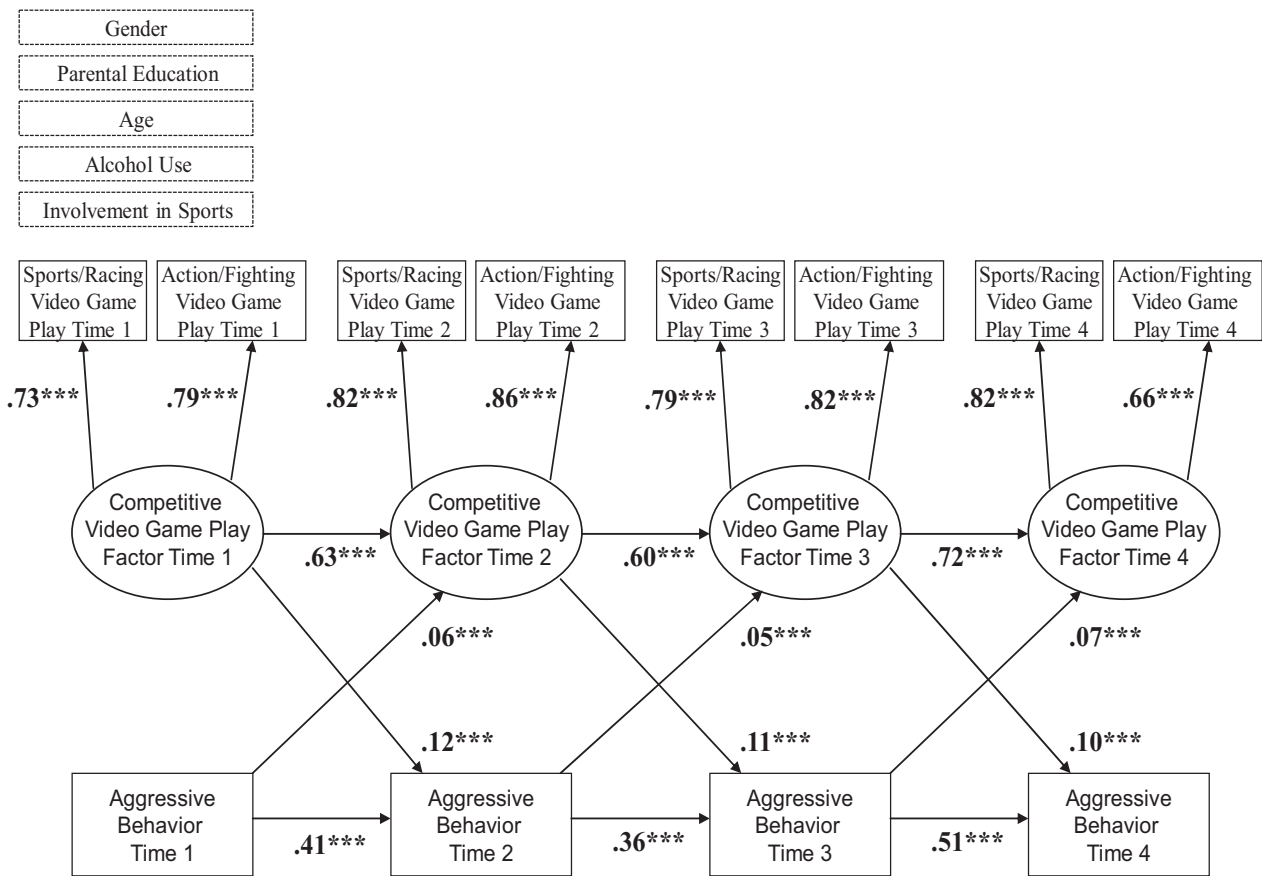 Gender
Parental Education
Age
Alcohol Use
Involvement in Sports
Sports/Racing
Video Game
Play Time 1
Action/Fighting
Video Game
Play Time 1
Sports/Racing
Video Game
Play Time 2
Action/Fighting
Video Game
Play Time 2
Sports/Racing
Video Game
Play Time 3
Action/Fighting
Video Game
Play Time 3
Sports/Racing
Video Game
Play Time 4
Action/Fighting
Video Game
Play Time 4
.73***
.79***
.82***
.86***
.79***
.82***
.82***
.66***
Competitive
Video Game Play
Factor Time 1
Competitive
Video Game Play
Factor Time 2
Competitive
Video Game Play
Factor Time 3
Competitive
Video Game Play
Factor Time 4
.63***
.60***
.72***
.06***
.05***
.07***
.12***
.11***
.10***
Aggressive
Behavior
Time 1
Aggressive
Behavior
Time 2
Aggressive
Behavior
Time 3
Aggressive
Behavior
Time 4
.41***
.36***
.51***